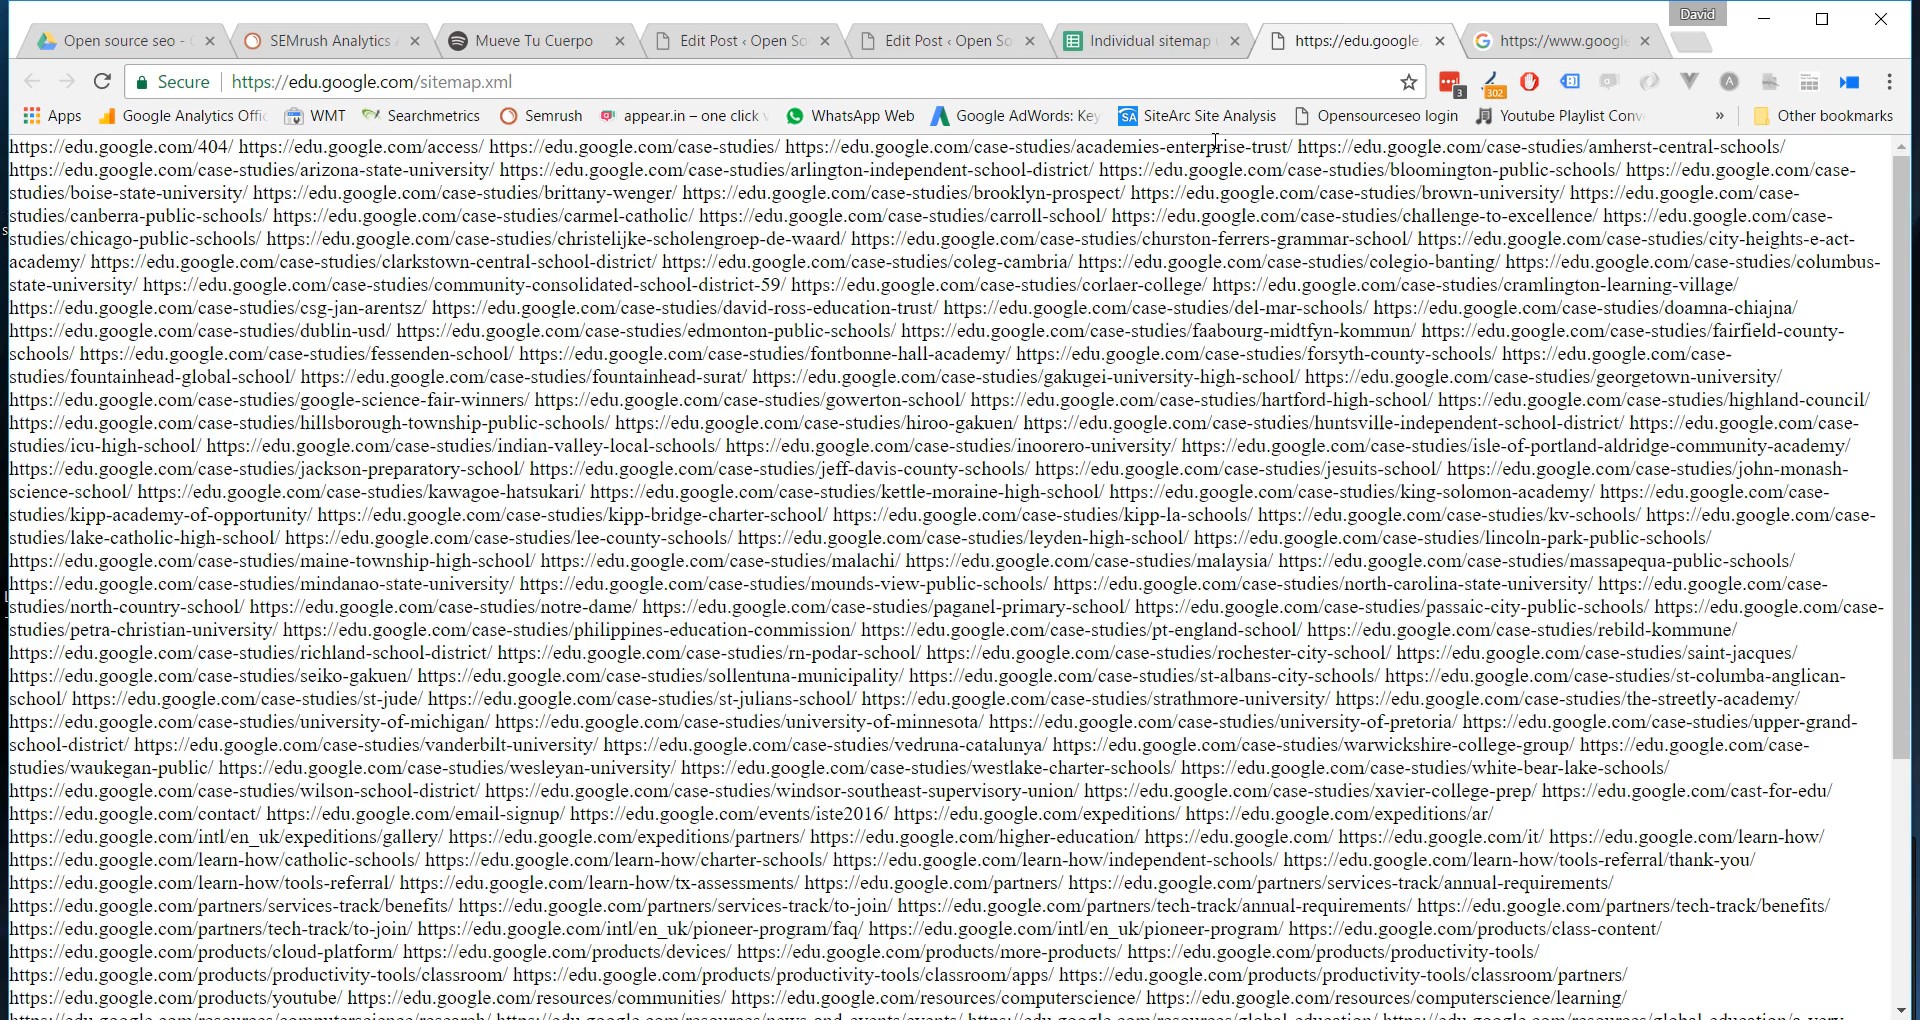 David
Open source seo -
SEMrush Analytics
Mueve Tu Cuerpo
Edit Post ‹ Open So
Edit Post ‹ Open So
Individual sitemap
https://edu.google.
https://www.google
Secure
https://edu.google.com/sitemap.xml
3
302
Apps
Google Analytics Offi
WMT
Searchmetrics
Semrush
appear.in – one click
WhatsApp Web
Google AdWords: Key
SA
SiteArc Site Analysis
Opensourceseo login
Youtube Playlist Conv
»
Other bookmarks
https://edu.google.com/404/ https://edu.google.com/access/ https://edu.google.com/case-studies/ https://edu.google.com/case-studies/academies-enterprise-trust/ https://edu.google.com/case-studies/amherst-central-schools/
https://edu.google.com/case-studies/arizona-state-university/ https://edu.google.com/case-studies/arlington-independent-school-district/ https://edu.google.com/case-studies/bloomington-public-schools/ https://edu.google.com/case-
studies/boise-state-university/ https://edu.google.com/case-studies/brittany-wenger/ https://edu.google.com/case-studies/brooklyn-prospect/ https://edu.google.com/case-studies/brown-university/ https://edu.google.com/case-
studies/canberra-public-schools/ https://edu.google.com/case-studies/carmel-catholic/ https://edu.google.com/case-studies/carroll-school/ https://edu.google.com/case-studies/challenge-to-excellence/ https://edu.google.com/case-
studies/chicago-public-schools/ https://edu.google.com/case-studies/christelijke-scholengroep-de-waard/ https://edu.google.com/case-studies/churston-ferrers-grammar-school/ https://edu.google.com/case-studies/city-heights-e-act-
academy/ https://edu.google.com/case-studies/clarkstown-central-school-district/ https://edu.google.com/case-studies/coleg-cambria/ https://edu.google.com/case-studies/colegio-banting/ https://edu.google.com/case-studies/columbus-
state-university/ https://edu.google.com/case-studies/community-consolidated-school-district-59/ https://edu.google.com/case-studies/corlaer-college/ https://edu.google.com/case-studies/cramlington-learning-village/
https://edu.google.com/case-studies/csg-jan-arentsz/ https://edu.google.com/case-studies/david-ross-education-trust/ https://edu.google.com/case-studies/del-mar-schools/ https://edu.google.com/case-studies/doamna-chiajna/
https://edu.google.com/case-studies/dublin-usd/ https://edu.google.com/case-studies/edmonton-public-schools/ https://edu.google.com/case-studies/faabourg-midtfyn-kommun/ https://edu.google.com/case-studies/fairfield-county-
schools/ https://edu.google.com/case-studies/fessenden-school/ https://edu.google.com/case-studies/fontbonne-hall-academy/ https://edu.google.com/case-studies/forsyth-county-schools/ https://edu.google.com/case-
studies/fountainhead-global-school/ https://edu.google.com/case-studies/fountainhead-surat/ https://edu.google.com/case-studies/gakugei-university-high-school/ https://edu.google.com/case-studies/georgetown-university/
https://edu.google.com/case-studies/google-science-fair-winners/ https://edu.google.com/case-studies/gowerton-school/ https://edu.google.com/case-studies/hartford-high-school/ https://edu.google.com/case-studies/highland-council/
https://edu.google.com/case-studies/hillsborough-township-public-schools/ https://edu.google.com/case-studies/hiroo-gakuen/ https://edu.google.com/case-studies/huntsville-independent-school-district/ https://edu.google.com/case-
studies/icu-high-school/ https://edu.google.com/case-studies/indian-valley-local-schools/ https://edu.google.com/case-studies/inoorero-university/ https://edu.google.com/case-studies/isle-of-portland-aldridge-community-academy/
https://edu.google.com/case-studies/jackson-preparatory-school/ https://edu.google.com/case-studies/jeff-davis-county-schools/ https://edu.google.com/case-studies/jesuits-school/ https://edu.google.com/case-studies/john-monash-
science-school/ https://edu.google.com/case-studies/kawagoe-hatsukari/ https://edu.google.com/case-studies/kettle-moraine-high-school/ https://edu.google.com/case-studies/king-solomon-academy/ https://edu.google.com/case-
studies/kipp-academy-of-opportunity/ https://edu.google.com/case-studies/kipp-bridge-charter-school/ https://edu.google.com/case-studies/kipp-la-schools/ https://edu.google.com/case-studies/kv-schools/ https://edu.google.com/case-
studies/lake-catholic-high-school/ https://edu.google.com/case-studies/lee-county-schools/ https://edu.google.com/case-studies/leyden-high-school/ https://edu.google.com/case-studies/lincoln-park-public-schools/
https://edu.google.com/case-studies/maine-township-high-school/ https://edu.google.com/case-studies/malachi/ https://edu.google.com/case-studies/malaysia/ https://edu.google.com/case-studies/massapequa-public-schools/
https://edu.google.com/case-studies/mindanao-state-university/ https://edu.google.com/case-studies/mounds-view-public-schools/ https://edu.google.com/case-studies/north-carolina-state-university/ https://edu.google.com/case-
studies/north-country-school/ https://edu.google.com/case-studies/notre-dame/ https://edu.google.com/case-studies/paganel-primary-school/ https://edu.google.com/case-studies/passaic-city-public-schools/ https://edu.google.com/case-
studies/petra-christian-university/ https://edu.google.com/case-studies/philippines-education-commission/ https://edu.google.com/case-studies/pt-england-school/ https://edu.google.com/case-studies/rebild-kommune/
https://edu.google.com/case-studies/richland-school-district/ https://edu.google.com/case-studies/rn-podar-school/ https://edu.google.com/case-studies/rochester-city-school/ https://edu.google.com/case-studies/saint-jacques/
https://edu.google.com/case-studies/seiko-gakuen/ https://edu.google.com/case-studies/sollentuna-municipality/ https://edu.google.com/case-studies/st-albans-city-schools/ https://edu.google.com/case-studies/st-columba-anglican-
school/ https://edu.google.com/case-studies/st-jude/ https://edu.google.com/case-studies/st-julians-school/ https://edu.google.com/case-studies/strathmore-university/ https://edu.google.com/case-studies/the-streetly-academy/
https://edu.google.com/case-studies/university-of-michigan/ https://edu.google.com/case-studies/university-of-minnesota/ https://edu.google.com/case-studies/university-of-pretoria/ https://edu.google.com/case-studies/upper-grand-
school-district/ https://edu.google.com/case-studies/vanderbilt-university/ https://edu.google.com/case-studies/vedruna-catalunya/ https://edu.google.com/case-studies/warwickshire-college-group/ https://edu.google.com/case-
studies/waukegan-public/ https://edu.google.com/case-studies/wesleyan-university/ https://edu.google.com/case-studies/westlake-charter-schools/ https://edu.google.com/case-studies/white-bear-lake-schools/
https://edu.google.com/case-studies/wilson-school-district/ https://edu.google.com/case-studies/windsor-southeast-supervisory-union/ https://edu.google.com/case-studies/xavier-college-prep/ https://edu.google.com/cast-for-edu/
https://edu.google.com/contact/ https://edu.google.com/email-signup/ https://edu.google.com/events/iste2016/ https://edu.google.com/expeditions/ https://edu.google.com/expeditions/ar/
https://edu.google.com/intl/en_uk/expeditions/gallery/ https://edu.google.com/expeditions/partners/ https://edu.google.com/higher-education/ https://edu.google.com/ https://edu.google.com/it/ https://edu.google.com/learn-how/
https://edu.google.com/learn-how/catholic-schools/ https://edu.google.com/learn-how/charter-schools/ https://edu.google.com/learn-how/independent-schools/ https://edu.google.com/learn-how/tools-referral/thank-you/
https://edu.google.com/learn-how/tools-referral/ https://edu.google.com/learn-how/tx-assessments/ https://edu.google.com/partners/ https://edu.google.com/partners/services-track/annual-requirements/
https://edu.google.com/partners/services-track/benefits/ https://edu.google.com/partners/services-track/to-join/ https://edu.google.com/partners/tech-track/annual-requirements/ https://edu.google.com/partners/tech-track/benefits/
https://edu.google.com/partners/tech-track/to-join/ https://edu.google.com/intl/en_uk/pioneer-program/faq/ https://edu.google.com/intl/en_uk/pioneer-program/ https://edu.google.com/products/class-content/
https://edu.google.com/products/cloud-platform/ https://edu.google.com/products/devices/ https://edu.google.com/products/more-products/ https://edu.google.com/products/productivity-tools/
https://edu.google.com/products/productivity-tools/classroom/ https://edu.google.com/products/productivity-tools/classroom/apps/ https://edu.google.com/products/productivity-tools/classroom/partners/
https://edu.google.com/products/youtube/ https://edu.google.com/resources/communities/ https://edu.google.com/resources/computerscience/ https://edu.google.com/resources/computerscience/learning/